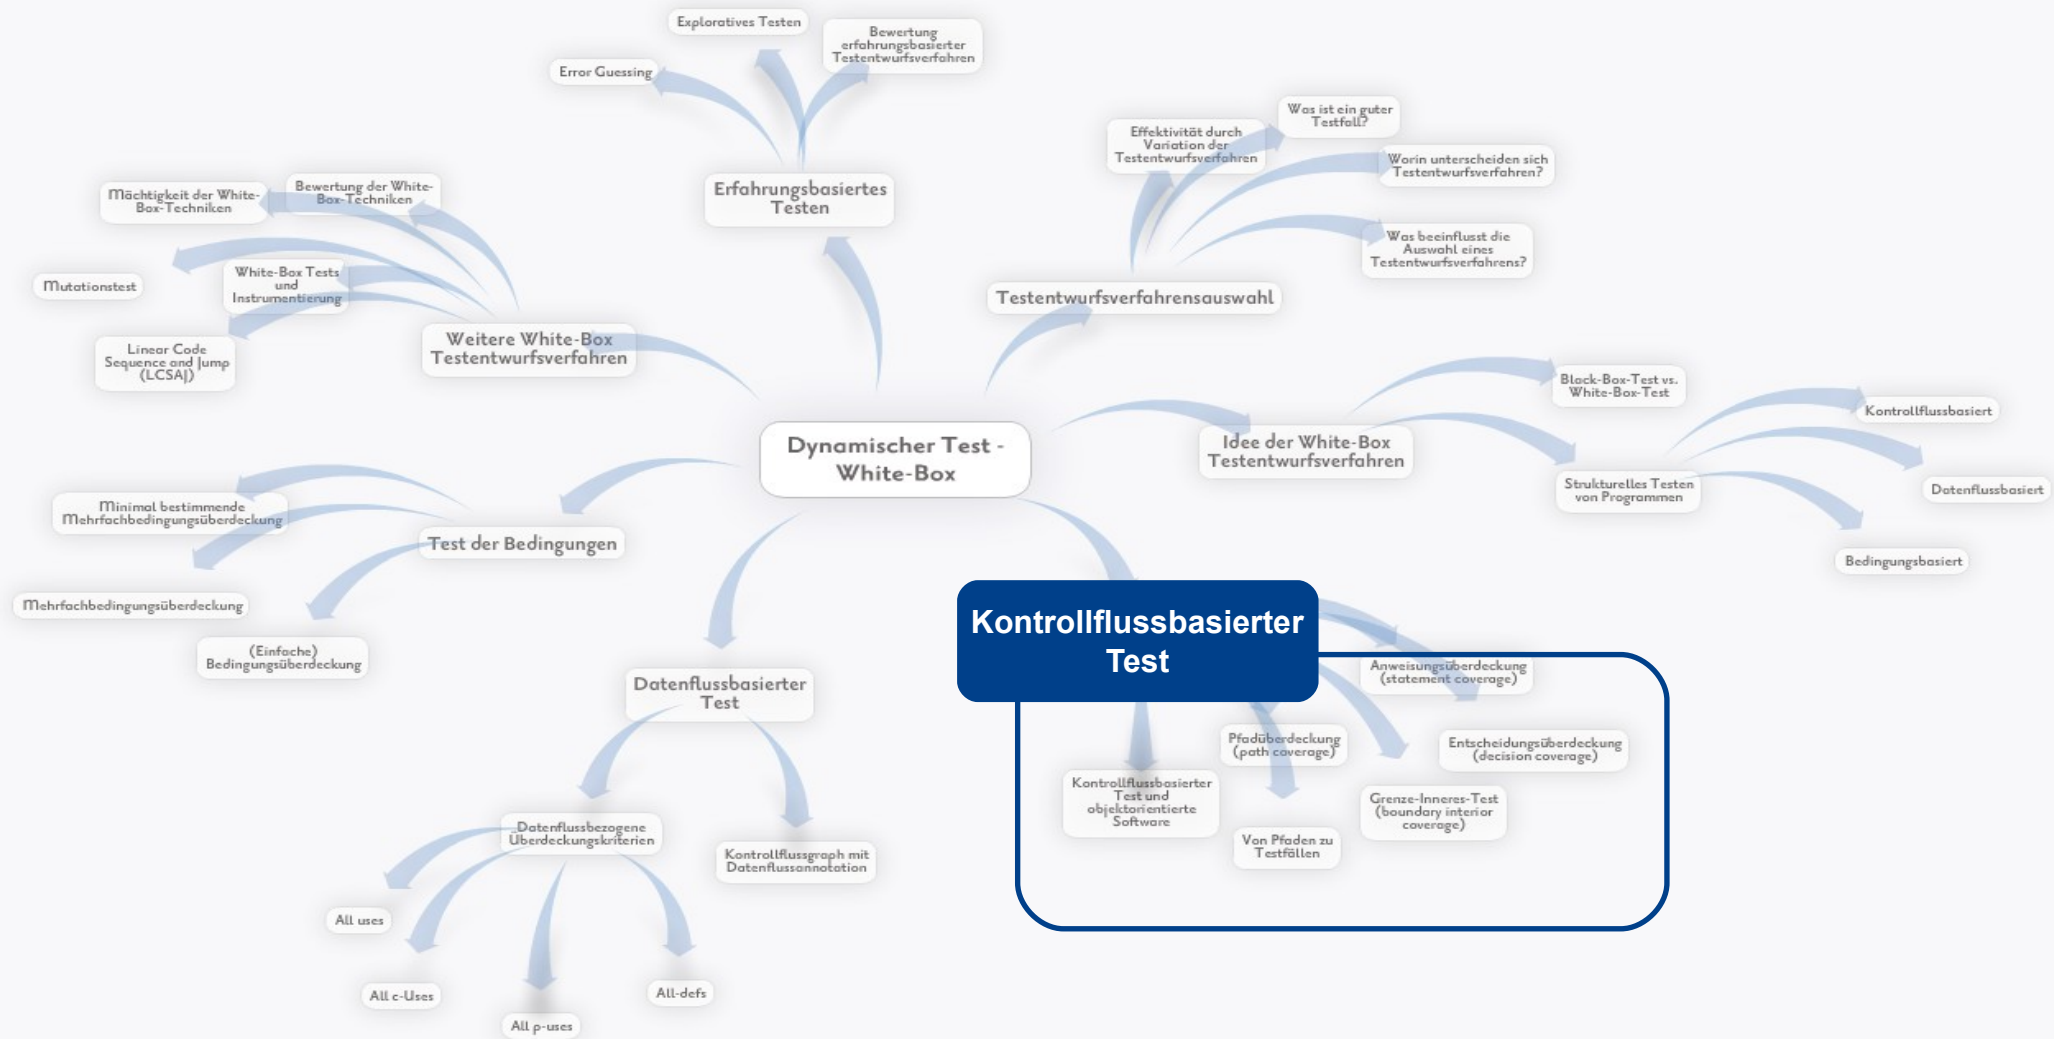 Exploratives Testen
Bewertung
erfahrungsbasierter
Testentwurfsverfahren
Error Guessing
Erfahrungsbasiertes
Testen
Effektivität durch
Variation der
Testentwurfsverfahren
Was ist ein guter
Testfall?
Worin unterscheiden sich
Testentwurfsverfahren?
Was beeinflusst die
Auswahl eines
Testentwurfsverfahrens?
Testentwurfsverfahrensauswahl
Mächtigkeit der White-
Box-Techniken
Bewertung der White-
Box-Techniken
Mutationstest
White-Box Tests
und
Instrumentierung
Linear Code
Sequence and Jump
(LCSAJ)
Weitere White-Box
Testentwurfsverfahren
Dynamischer Test -
White-Box
Idee der White-Box
Testentwurfsverfahren
Black-Box-Test vs.
White-Box-Test
Strukturelles Testen
von Programmen
Kontrollflussbasiert
Datenflussbasiert
Bedingungsbasiert
Minimal bestimmende
Mehrfachbedingungsüberdeckung
Test der Bedingungen
Mehrfachbedingungsüberdeckung
(Einfache)
Bedingungsüberdeckung
Datenflussbasierter
Test
Datenflussbezogene
Überdeckungskriterien
Kontrollflussgraph mit
Datenflussannotation
All uses
All c-Uses
All p-uses
All-defs
Kontrollflussbasierter
Test
Anweisungsüberdeckung
(statement coverage)
Pfadüberdeckung
(path coverage)
Entscheidungsüberdeckung
(decision coverage)
Kontrollflussbasierter
Test und
objektorientierte
Software
Grenze-Inneres-Test
(boundary interior
coverage)
Von Pfaden zu
Testfällen